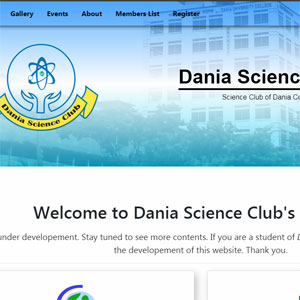 Gallery Events About Members List Register
Dania Scienc
Science Club of Dania Co
Dania Science Club
Welcome to Dania Science Club's
under developement. Stay tuned to see more contents. If you are a student of D
the developement of this website. Thank you.